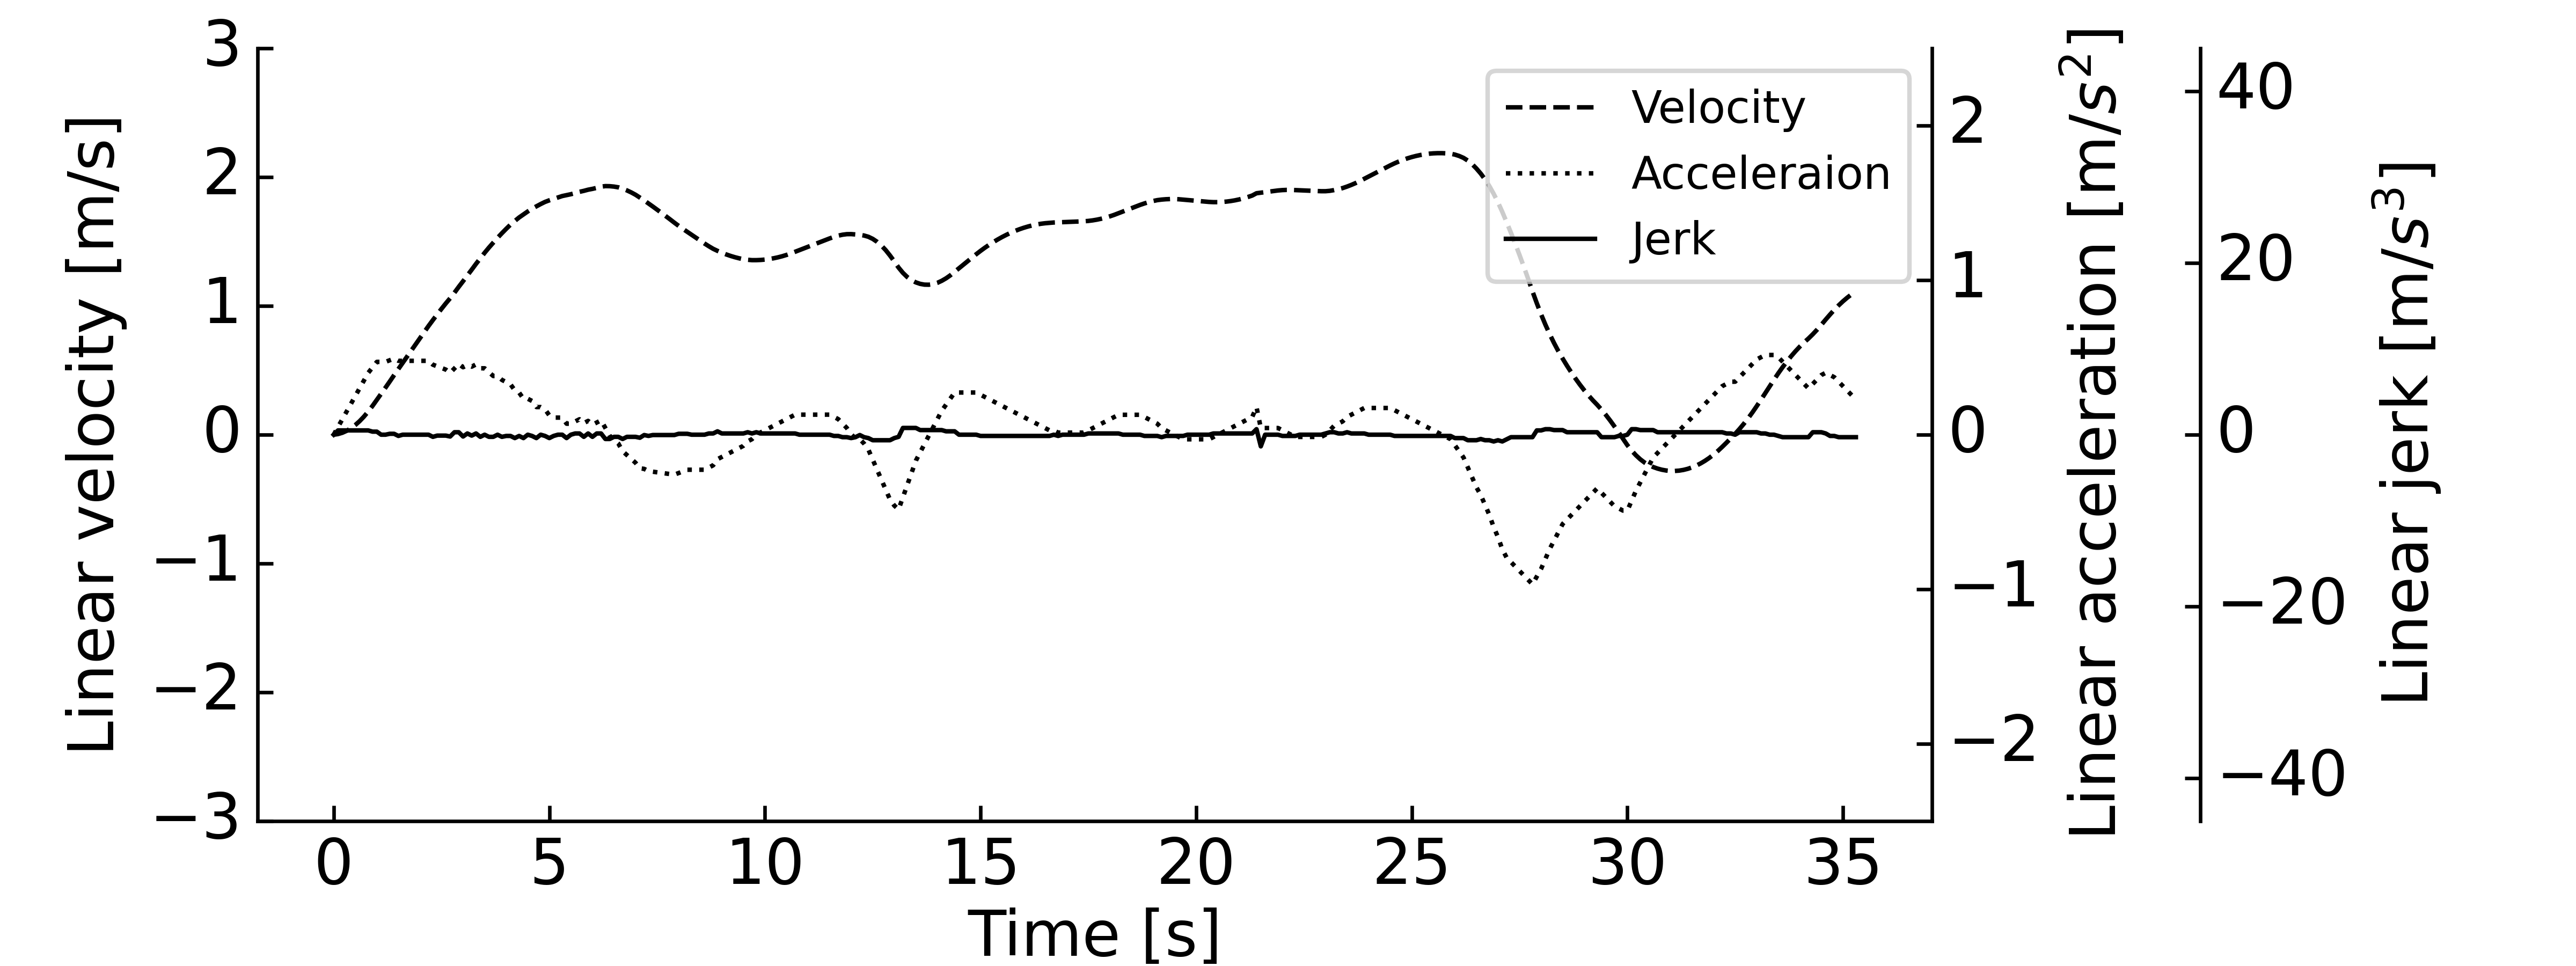 Linear velocity [m/s]
3
2
1
0
−1
−2
−3
0 5 10 15 20 25 30 35
Time [s]
Velocity
Acceleraion
Jerk
2
1
0
−1
−2
Linear acceleration [m/s²]
40
20
0
−20
−40
Linear jerk [m/s³]